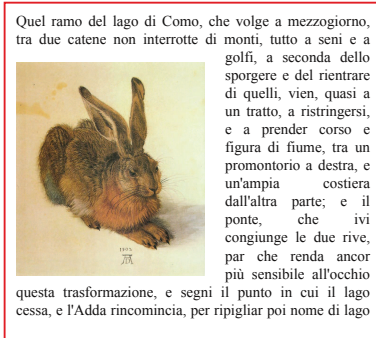 Quel ramo del lago di Como, che volge a mezzogiorno,
tra due catene non interrotte di monti, tutto a seni e a
golfi, a seconda dello
sporgere e del rientrare
di quelli, vien, quasi a
un tratto, a ristringersi,
e a prender corso e
figura di fiume, tra un
promontorio a destra, e
un'ampia costiera
dall'altra parte; e il
ponte, che ivi
congiunge le due rive,
par che renda ancor
più sensibile all'occhio
questa trasformazione, e segni il punto in cui il lago
cessa, e l'Adda rincomincia, per ripigliar poi nome di lago
1502
AD